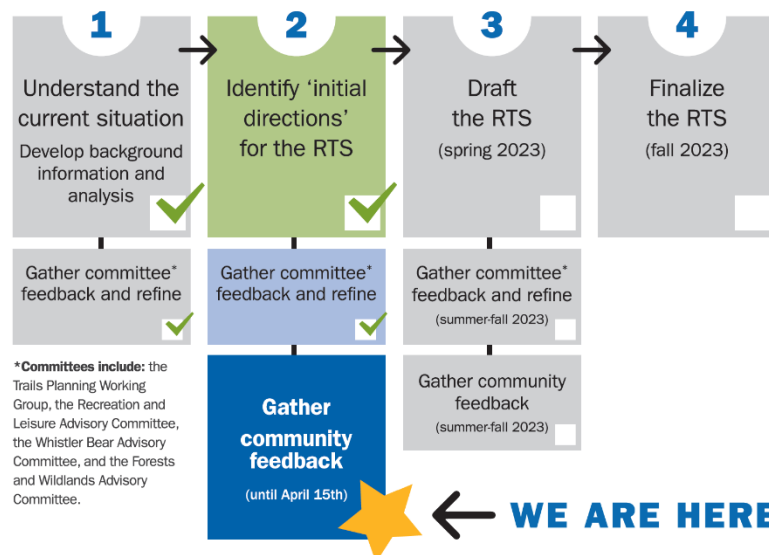 1
Understand the
current situation
Develop background
information and
analysis
Gather committee*
feedback and refine
*Committees include: the
Trails Planning Working
Group, the Recreation and
Leisure Advisory Committee,
the Whistler Bear Advisory
Committee, and the Forests
and Wildlands Advisory
Committee.
2
Identify ‘initial
directions’
for the RTS
Gather committee*
feedback and refine
Gather
community
feedback
(until April 15th)
3
Draft
the RTS
(spring 2023)
Gather committee*
feedback and refine
(summer-fall 2023)
Gather community
feedback
(summer-fall 2023)
4
Finalize
the RTS
(fall 2023)
WE ARE HERE